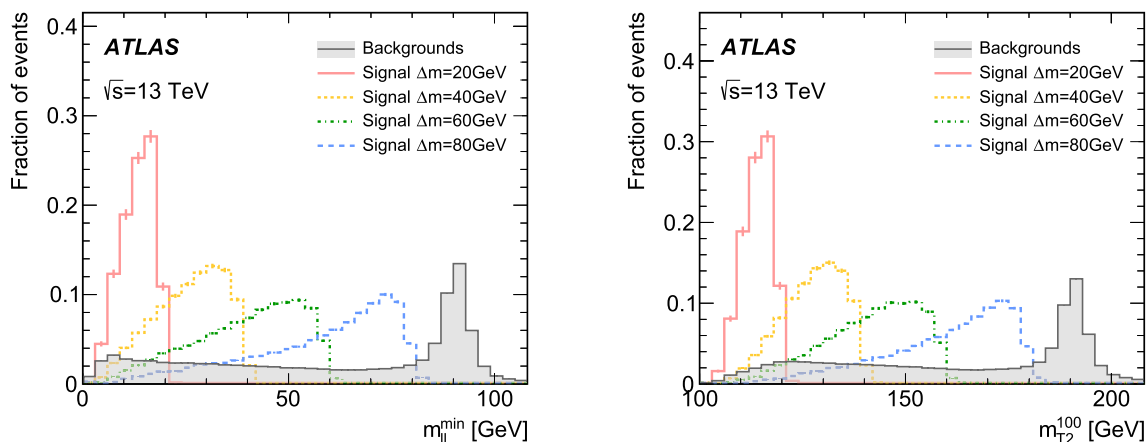 Fraction of events
0.4
0.3
0.2
0.1
0
ATLAS
√s=13 TeV
Backgrounds
Signal Δm=20GeV
Signal Δm=40GeV
Signal Δm=60GeV
Signal Δm=80GeV
0 50 100
m_ll^min [GeV]
Fraction of events
0.4
0.3
0.2
0.1
0
ATLAS
√s=13 TeV
Backgrounds
Signal Δm=20GeV
Signal Δm=40GeV
Signal Δm=60GeV
Signal Δm=80GeV
100 150 200
m_T2^100 [GeV]